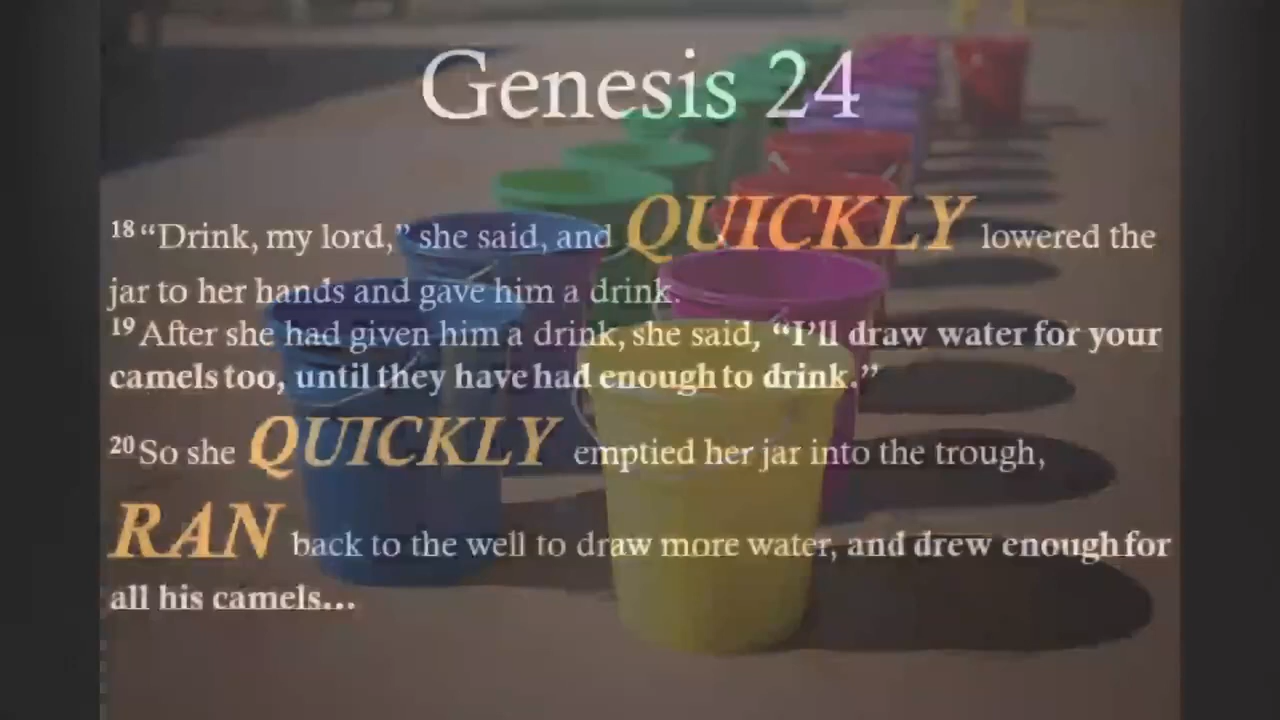 Genesis 24
18 “Drink, my lord,” she said, and QUICKLY lowered the
jar to her hands and gave him a drink.
19 After she had given him a drink, she said, “I’ll draw water for your
camels too, until they have had enough to drink.”
20 So she QUICKLY emptied her jar into the trough,
RAN back to the well to draw more water, and drew enough for
all his camels...